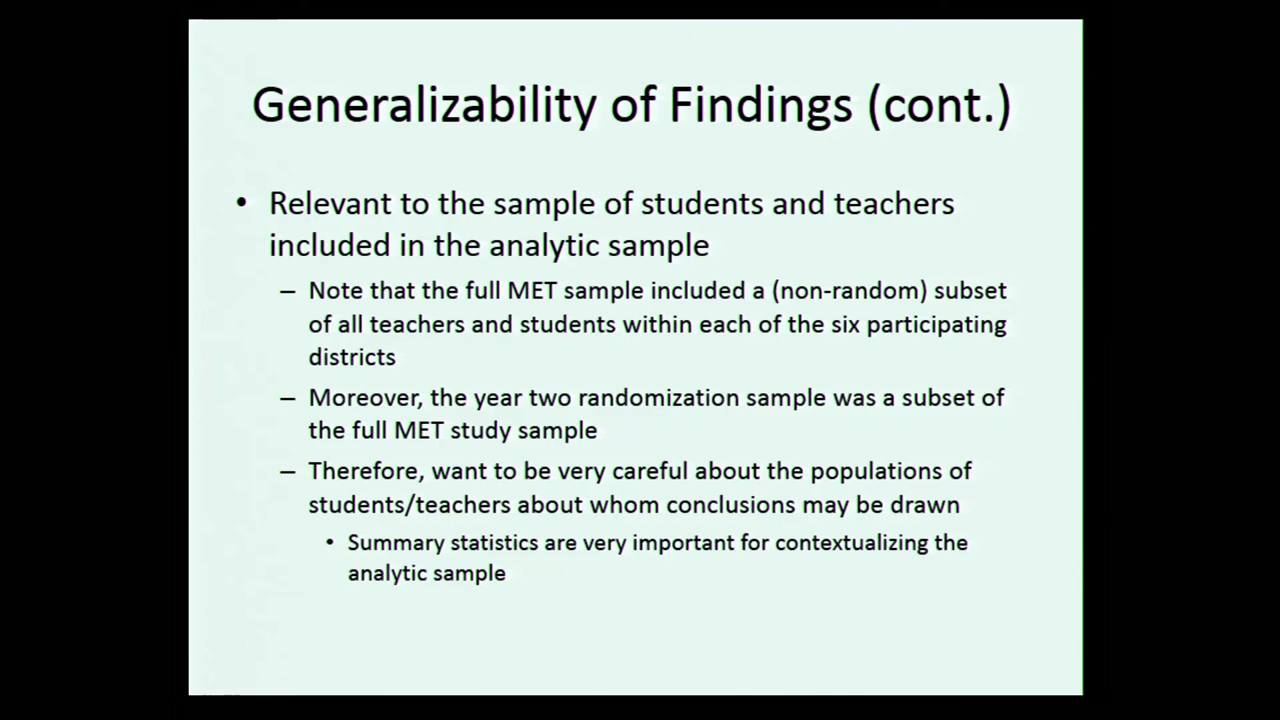 Generalizability of Findings (cont.)
• Relevant to the sample of students and teachers
included in the analytic sample
– Note that the full MET sample included a (non-random) subset
of all teachers and students within each of the six participating
districts
– Moreover, the year two randomization sample was a subset of
the full MET study sample
– Therefore, want to be very careful about the populations of
students/teachers about whom conclusions may be drawn
• Summary statistics are very important for contextualizing the
analytic sample